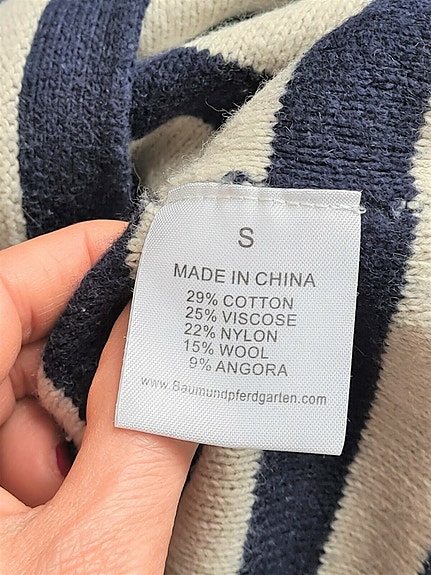 S
MADE IN CHINA
29% COTTON
25% VISCOSE
22% NYLON
15% WOOL
9% ANGORA
www.Baumundpferdgarten.com